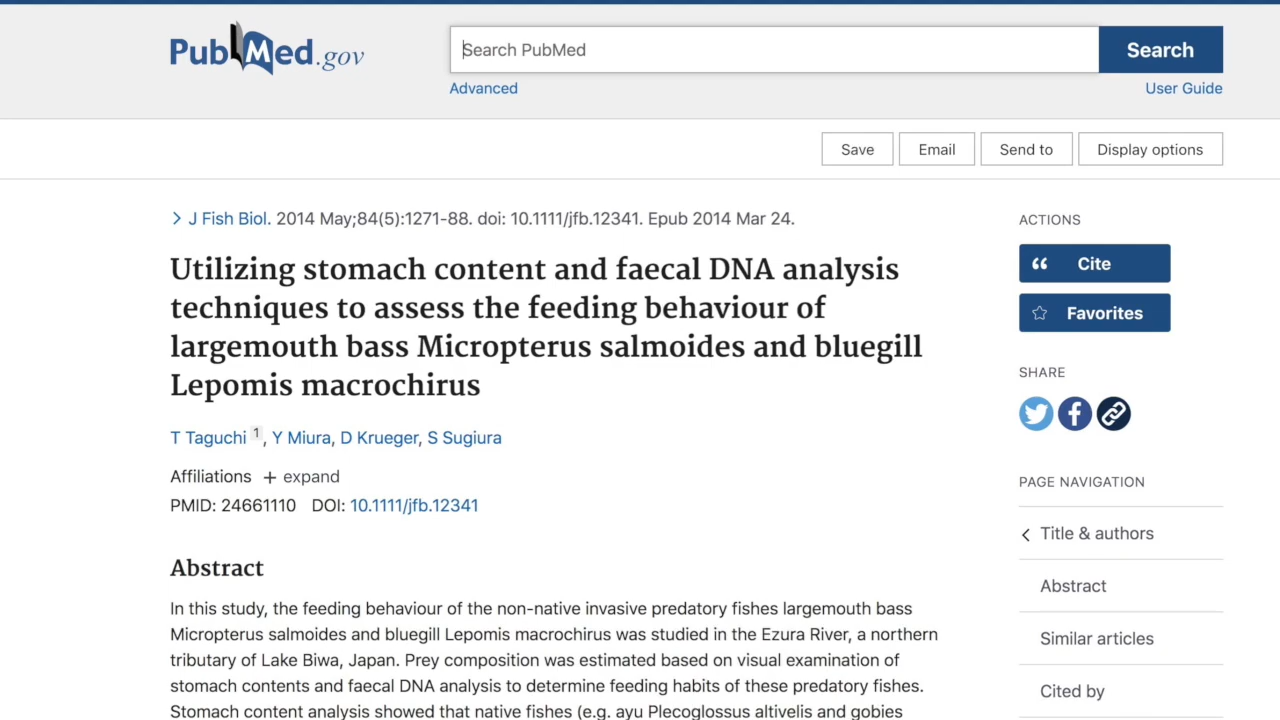 PubMed.gov
Search PubMed
Search
Advanced
User Guide
Save
Email
Send to
Display options
J Fish Biol. 2014 May;84(5):1271-88. doi: 10.1111/jfb.12341. Epub 2014 Mar 24.
Utilizing stomach content and faecal DNA analysis
techniques to assess the feeding behaviour of
largemouth bass Micropterus salmoides and bluegill
Lepomis macrochirus
T Taguchi 1, Y Miura, D Krueger, S Sugiura
Affiliations + expand
PMID: 24661110 DOI: 10.1111/jfb.12341
Abstract
In this study, the feeding behaviour of the non-native invasive predatory fishes largemouth bass
Micropterus salmoides and bluegill Lepomis macrochirus was studied in the Ezura River, a northern
tributary of Lake Biwa, Japan. Prey composition was estimated based on visual examination of
stomach contents and faecal DNA analysis to determine feeding habits of these predatory fishes.
Stomach content analysis showed that native fishes (e.g. ayu Plecoglossus altivelis and gobies
ACTIONS
Cite
Favorites
SHARE
PAGE NAVIGATION
Title & authors
Abstract
Similar articles
Cited by